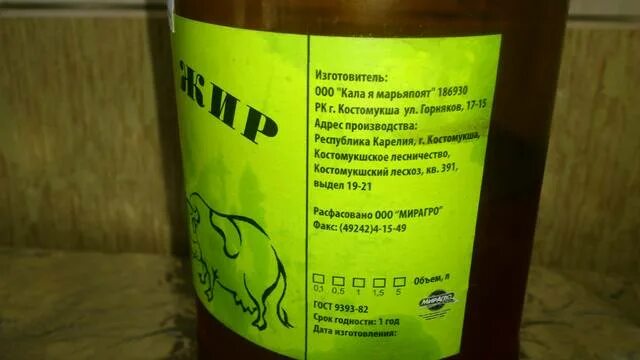 ЖИР
Изготовитель:
ООО "Кала я марьяпоят" 186930
РК г. Костомукша ул. Горняков, 17-15
Адрес производства:
Республика Карелия, г. Костомукша,
Костомукшское лесничество,
Костомукшский лесхоз, кв. 391,
выдел 19-21
Расфасовано ООО "МИРАГРО"
Факс: (49242)4-15-49
Объем, л
0,1 0,5 1 1,5 5
МИРАГРО
ГОСТ 9393-82
Срок годности: 1 год
Дата изготовления: